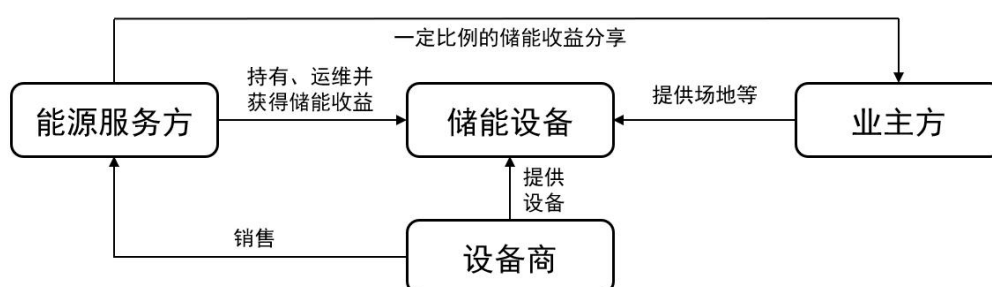 一定比例的储能收益分享
持有、运维并
获得储能收益
提供场地等
能源服务方
储能设备
业主方
提供
设备
销售
设备商